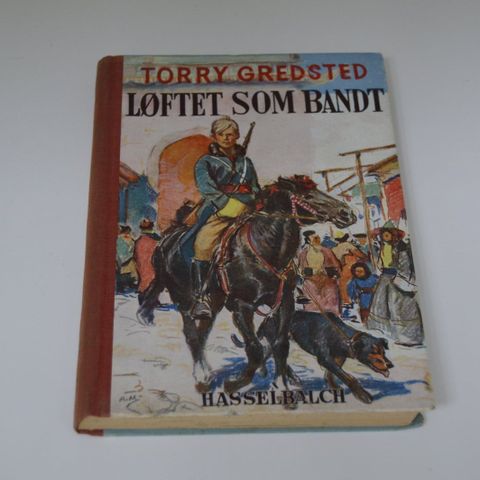 TORRY GREDSTED
LØFTET SOM BANDT
A.M.
HASSELBALCH